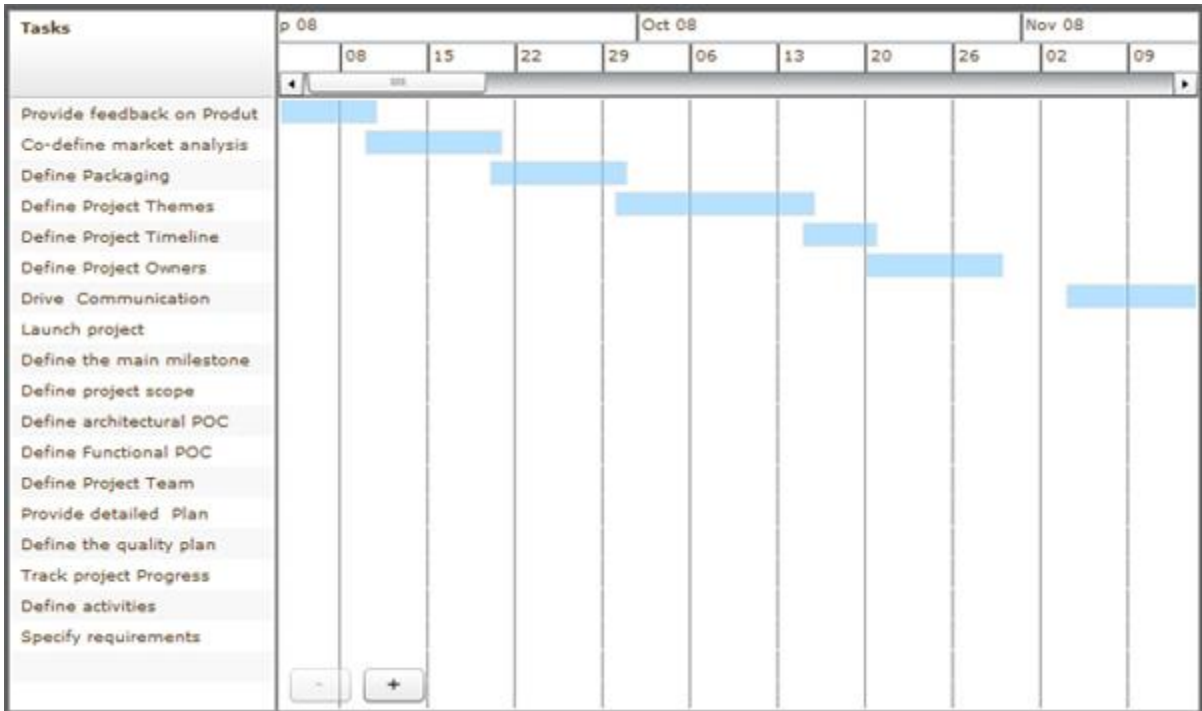 Tasks
p 08 Oct 08 Nov 08
08 15 22 29 06 13 20 26 02 09
Provide feedback on Produt
Co-define market analysis
Define Packaging
Define Project Themes
Define Project Timeline
Define Project Owners
Drive Communication
Launch project
Define the main milestone
Define project scope
Define architectural POC
Define Functional POC
Define Project Team
Provide detailed Plan
Define the quality plan
Track project Progress
Define activities
Specify requirements
- +